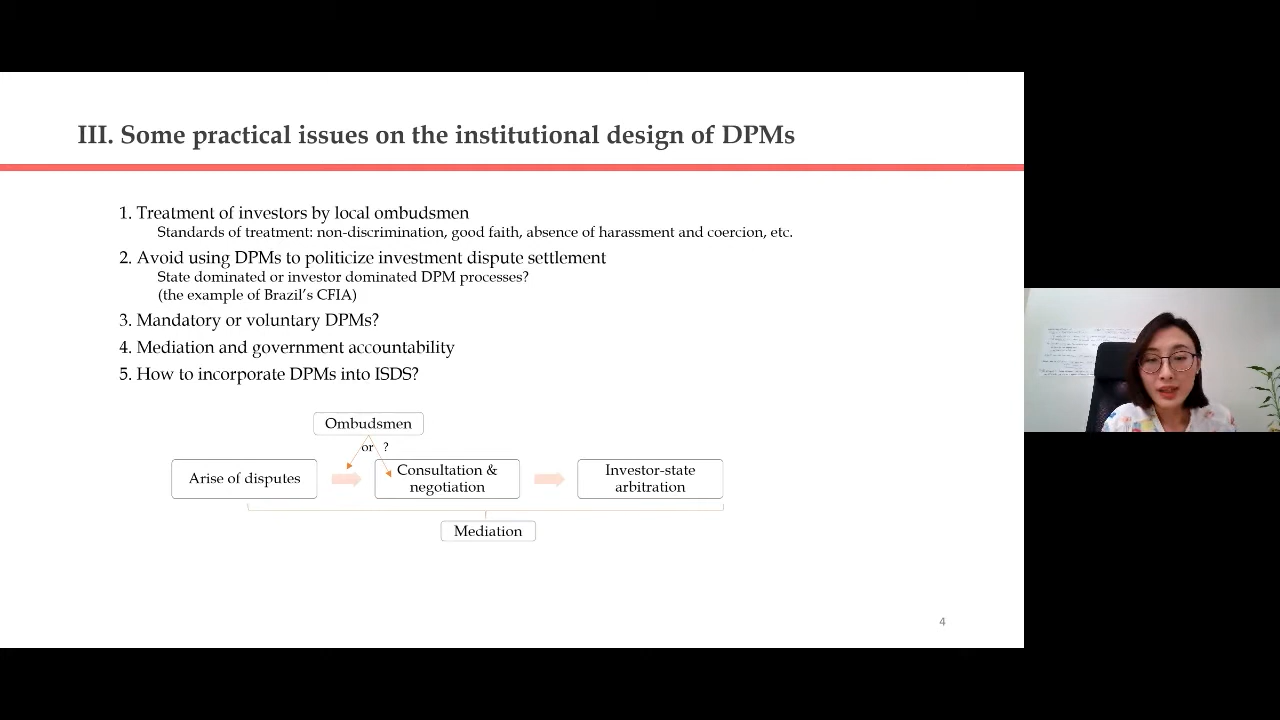 III. Some practical issues on the institutional design of DPMs
1. Treatment of investors by local ombudsmen
Standards of treatment: non-discrimination, good faith, absence of harassment and coercion, etc.
2. Avoid using DPMs to politicize investment dispute settlement
State dominated or investor dominated DPM processes?
(the example of Brazil's CFIA)
3. Mandatory or voluntary DPMs?
4. Mediation and government accountability
5. How to incorporate DPMs into ISDS?
Ombudsmen
or ?
Arise of disputes
Consultation &
negotiation
Investor-state
arbitration
Mediation
4